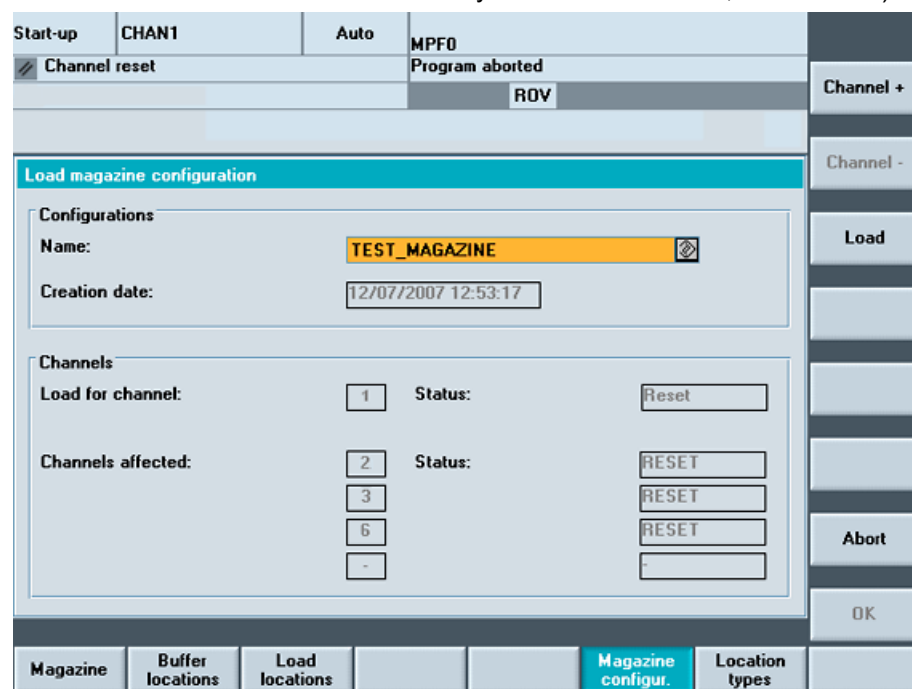 Start-up CHAN1 Auto MPF0
Channel reset Program aborted
ROV
Channel +
Channel -
Load magazine configuration
Configurations
Name: TEST_MAGAZINE
Load
Creation date: 12/07/2007 12:53:17
Channels
Load for channel: 1 Status: Reset
Channels affected: 2 Status: RESET
3 RESET
6 RESET
- -
Abort
OK
Magazine Buffer locations Load locations Magazine configur. Location types